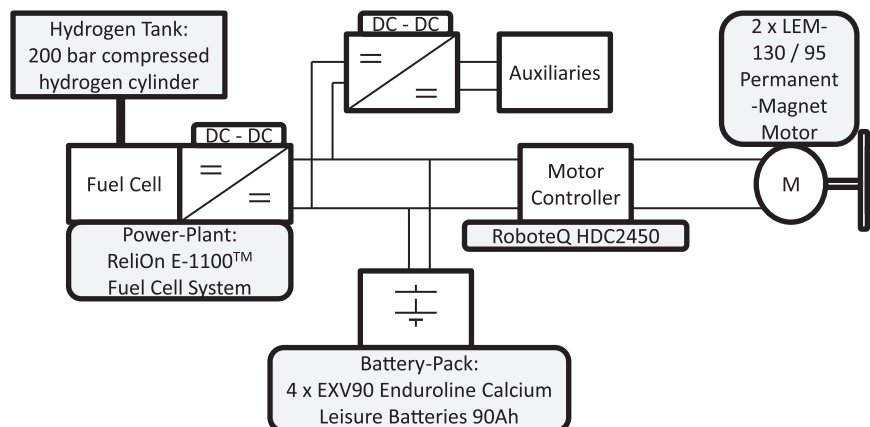 Hydrogen Tank:
200 bar compressed
hydrogen cylinder
DC - DC
Auxiliaries
2 x LEM-
130 / 95
Permanent
-Magnet
Motor
Fuel Cell
DC - DC
Motor
Controller
M
RoboteQ HDC2450
Power-Plant:
ReliOn E-1100™
Fuel Cell System
Battery-Pack:
4 x EXV90 Enduroline Calcium
Leisure Batteries 90Ah